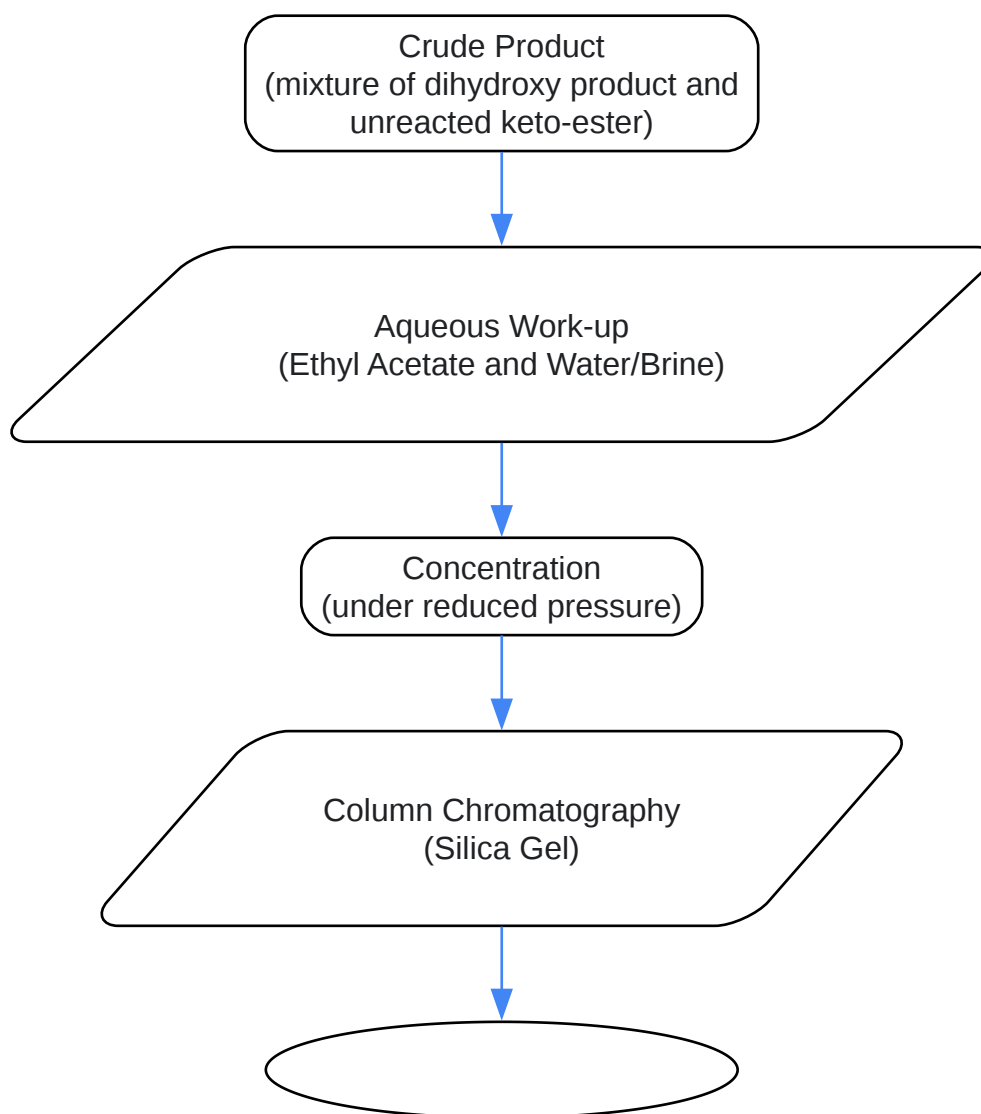 Crude Product
(mixture of dihydroxy product and
unreacted keto-ester)
Aqueous Work-up
(Ethyl Acetate and Water/Brine)
Concentration
(under reduced pressure)
Column Chromatography
(Silica Gel)